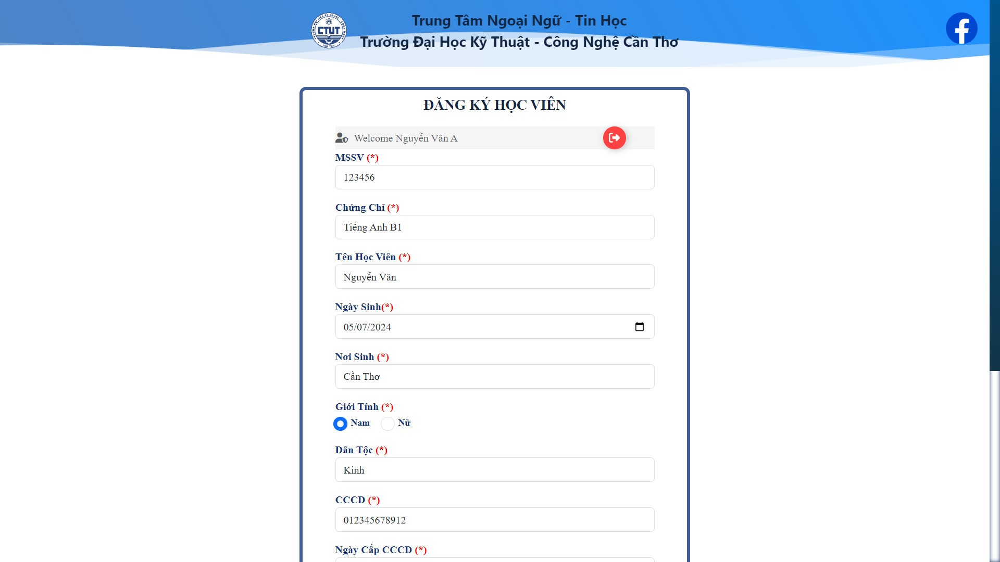 Trung Tâm Ngoại Ngữ - Tin Học
CTUT
Trường Đại Học Kỹ Thuật - Công Nghệ Cần Thơ
ĐĂNG KÝ HỌC VIÊN
Welcome Nguyễn Văn A
MSSV (*)
123456
Chứng Chỉ (*)
Tiếng Anh B1
Tên Học Viên (*)
Nguyễn Văn
Ngày Sinh(*)
05/07/2024
Nơi Sinh (*)
Cần Thơ
Giới Tính (*)
Nam Nữ
Dân Tộc (*)
Kinh
CCCD (*)
012345678912
Ngày Cấp CCCD (*)